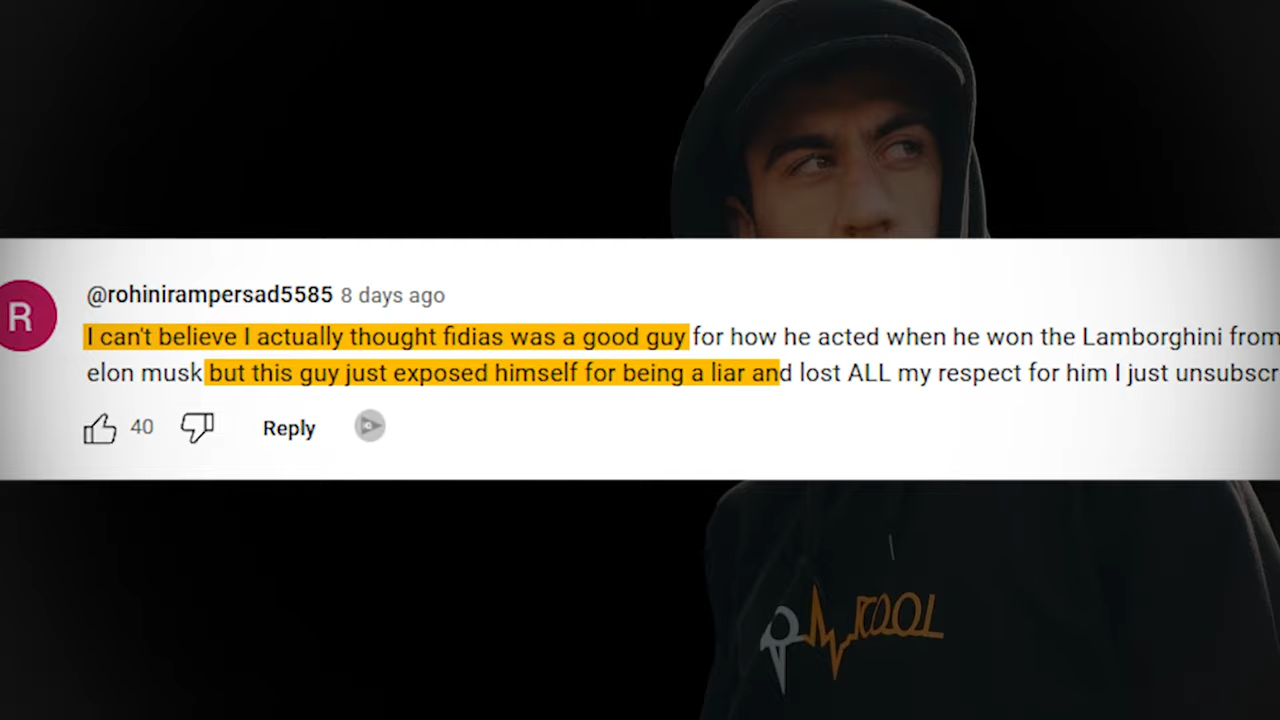 R
@rohinirampersad5585 8 days ago
I can't believe I actually thought fidias was a good guy for how he acted when he won the Lamborghini from
elon musk but this guy just exposed himself for being a liar and lost ALL my respect for him I just unsubscr
40
Reply